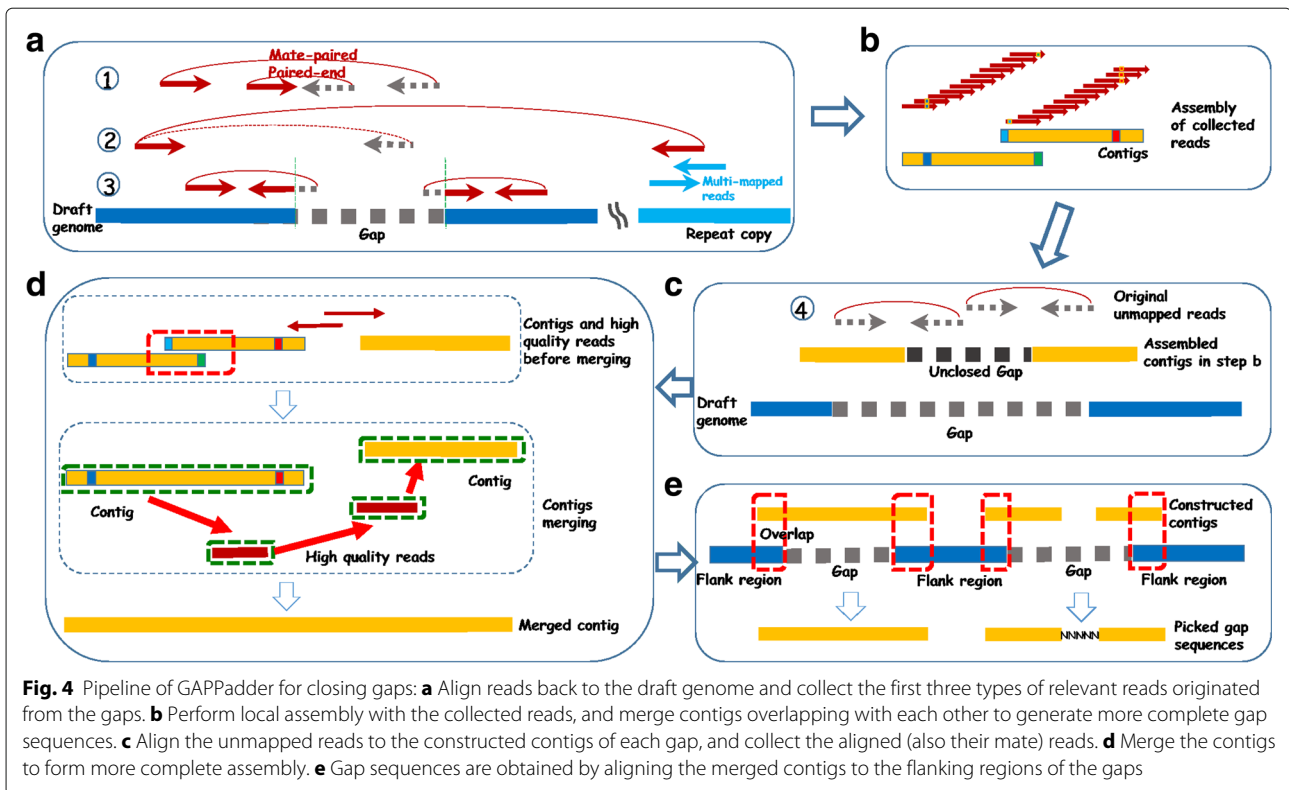 a
Mate-paired
Paired-end
1
2
3
Multi-mapped
reads
Draft
genome
Gap
Repeat copy
b
Assembly
of collected
reads
Contigs
c
4
Original
unmapped reads
Assembled
contigs in step b
Unclosed Gap
Draft
genome
Gap
d
Contigs and high
quality reads
before merging
Contig
Contig
Contigs
merging
High quality reads
Merged contig
e
Constructed
contigs
Overlap
Gap
Gap
Flank region
Flank region
Flank region
Picked gap
sequences
NNNNN
Fig. 4 Pipeline of GAPPadder for closing gaps: a Align reads back to the draft genome and collect the first three types of relevant reads originated
from the gaps. b Perform local assembly with the collected reads, and merge contigs overlapping with each other to generate more complete gap
sequences. c Align the unmapped reads to the constructed contigs of each gap, and collect the aligned (also their mate) reads. d Merge the contigs
to form more complete assembly. e Gap sequences are obtained by aligning the merged contigs to the flanking regions of the gaps